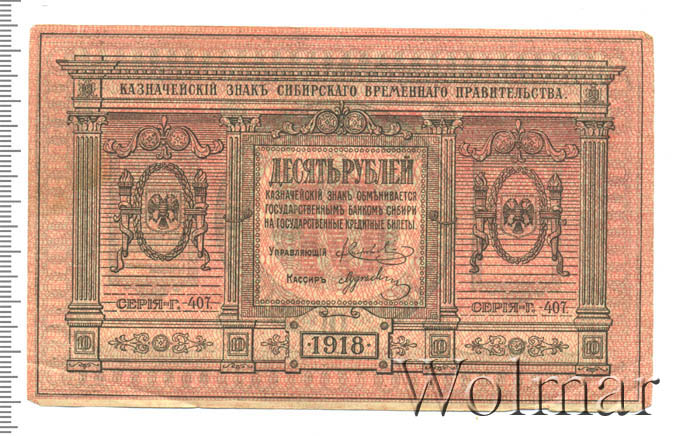 КАЗНАЧЕЙСКІЙ ЗНАКЪ СИБИРСКАГО ВРЕМЕННАГО ПРАВИТЕЛЬСТВА
ДЕСЯТЬ РУБЛЕЙ
КАЗНАЧЕЙСКІЙ ЗНАКЪ ОБМѢНИВАЕТСЯ
ГОСУДАРСТВЕННЫМЪ БАНКОМЪ СИБИРИ
НА ГОСУДАРСТВЕННЫЕ КРЕДИТНЫЕ БИЛЕТЫ.
УПРАВЛЯЮЩІЙ
КАССИРЪ
СЕРІЯ-Г.-407.
СЕРІЯ-Г.-407.
·1918·
Wolmar